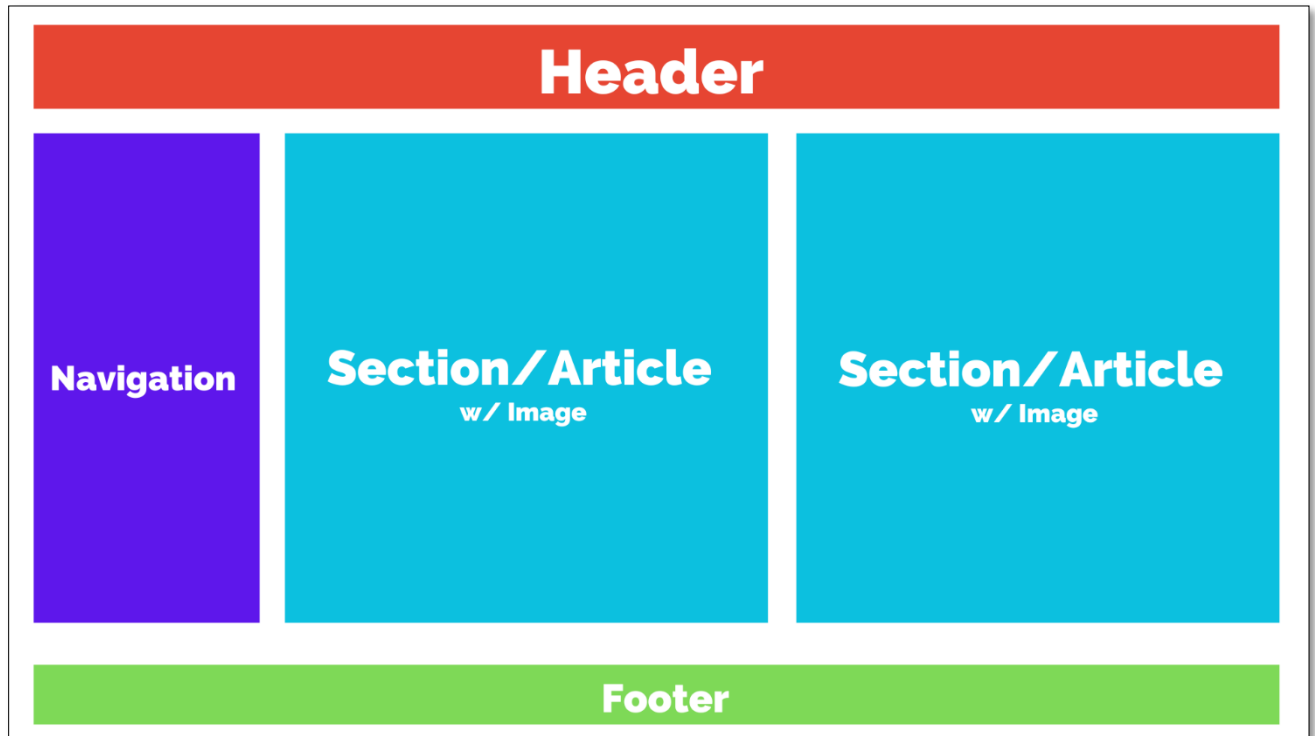 Header
Navigation
Section/Article
w/ Image
Section/Article
w/ Image
Footer